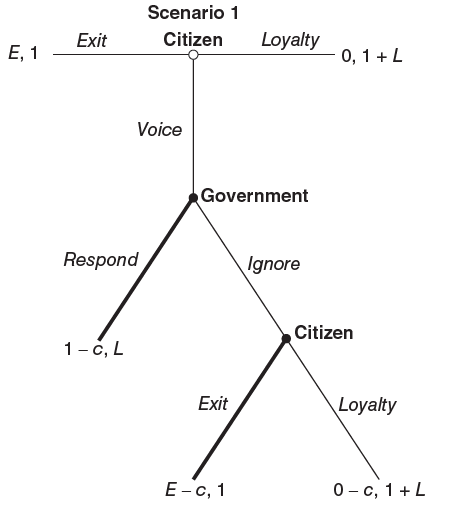 Scenario 1
Exit Citizen Loyalty
E, 1 0, 1 + L
Voice
Government
Respond Ignore
Citizen
1 – c, L
Exit Loyalty
E – c, 1 0 – c, 1 + L